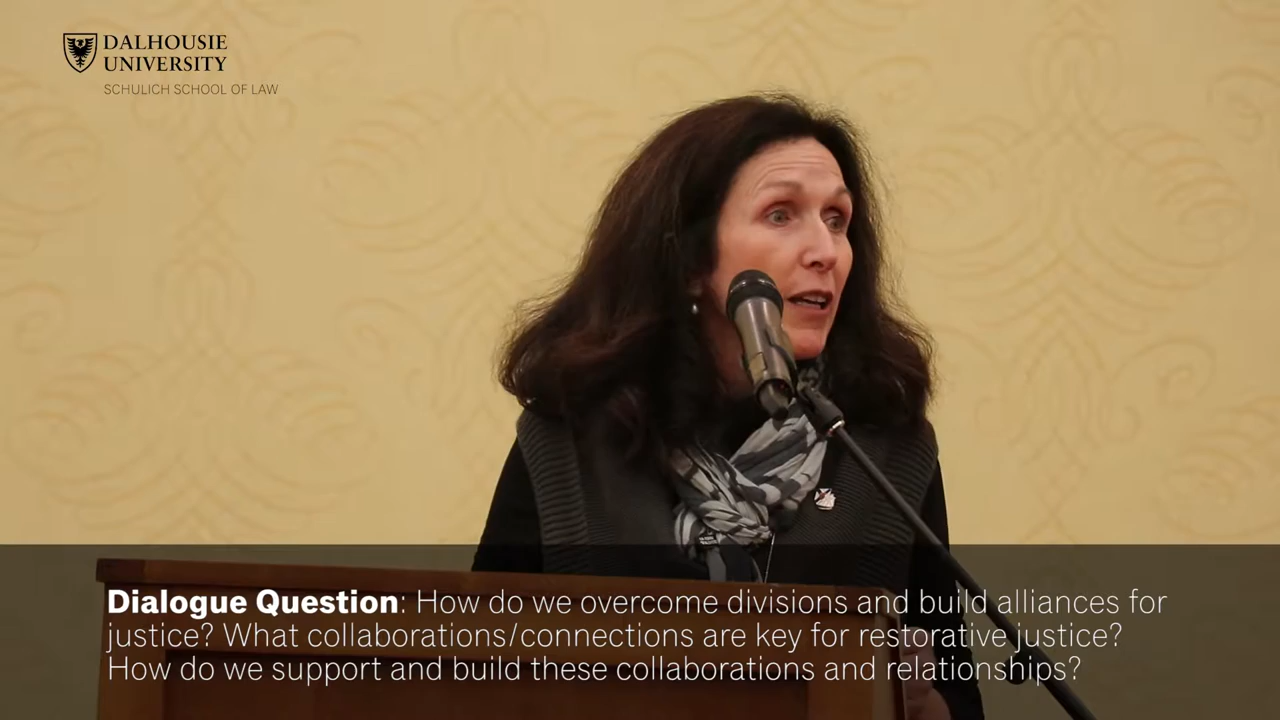 DALHOUSIE
UNIVERSITY
SCHULICH SCHOOL OF LAW
Dialogue Question: How do we overcome divisions and build alliances for
justice? What collaborations/connections are key for restorative justice?
How do we support and build these collaborations and relationships?